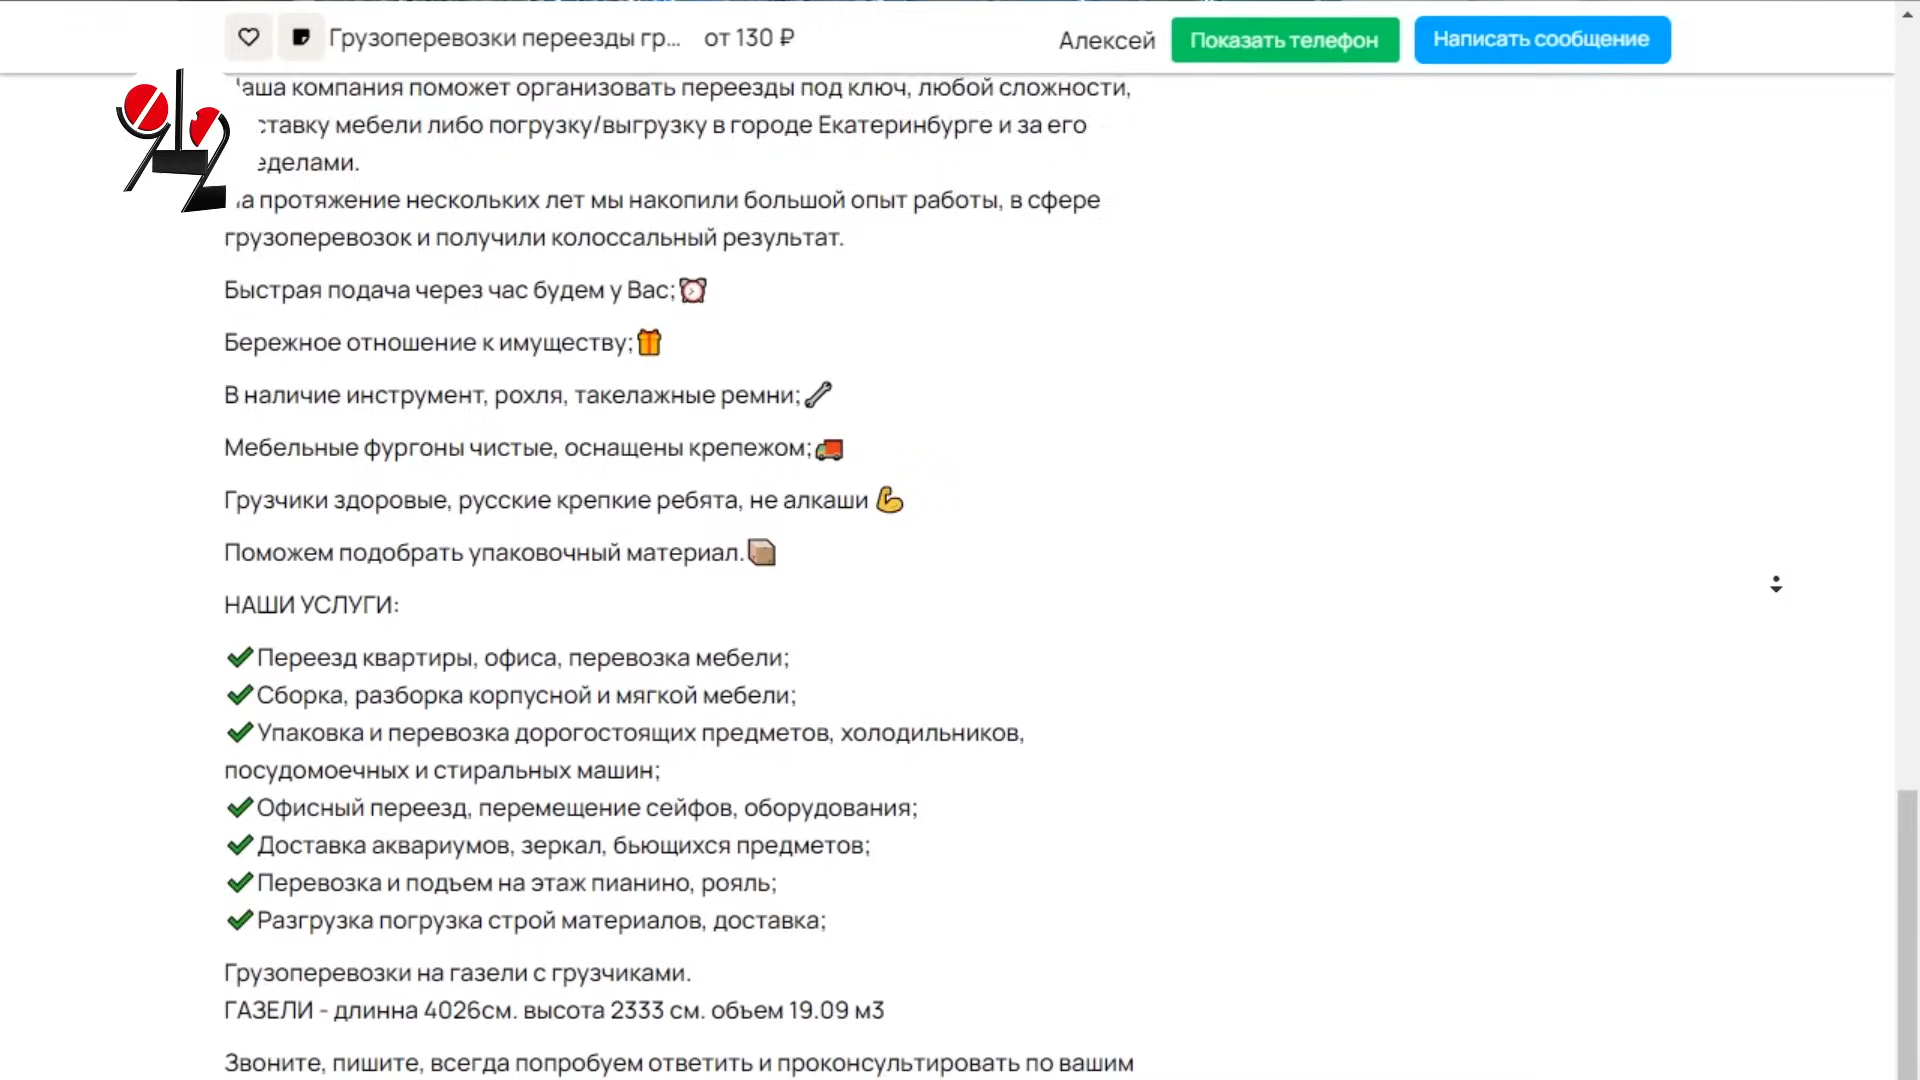 Грузоперевозки переезды гр... от 130 ₽
Алексей
Показать телефон
Написать сообщение
компания поможет организовать переезды под ключ, любой сложности,
мебели либо погрузку/выгрузку в городе Екатеринбурге и за его
протяжение нескольких лет мы накопили большой опыт работы, в сфере
грузоперевозок и получили колоссальный результат.
Быстрая подача через час будем у Вас;⏰
Бережное отношение к имуществу;🎁
В наличие инструмент, рохля, такелажные ремни;🔧
Мебельные фургоны чистые, оснащены крепежом;🚚
Грузчики здоровые, русские крепкие ребята, не алкаши 💪
Поможем подобрать упаковочный материал.📦
НАШИ УСЛУГИ:
✔Переезд квартиры, офиса, перевозка мебели;
✔Сборка, разборка корпусной и мягкой мебели;
✔Упаковка и перевозка дорогостоящих предметов, холодильников,
посудомоечных и стиральных машин;
✔Офисный переезд, перемещение сейфов, оборудования;
✔Доставка аквариумов, зеркал, бьющихся предметов;
✔Перевозка и подъем на этаж пианино, рояль;
✔Разгрузка погрузка строй материалов, доставка;
Грузоперевозки на газели с грузчиками.
ГАЗЕЛИ - длинна 4026см. высота 2333 см. объем 19.09 м3
Звоните, пишите, всегда попробуем ответить и проконсультировать по вашим